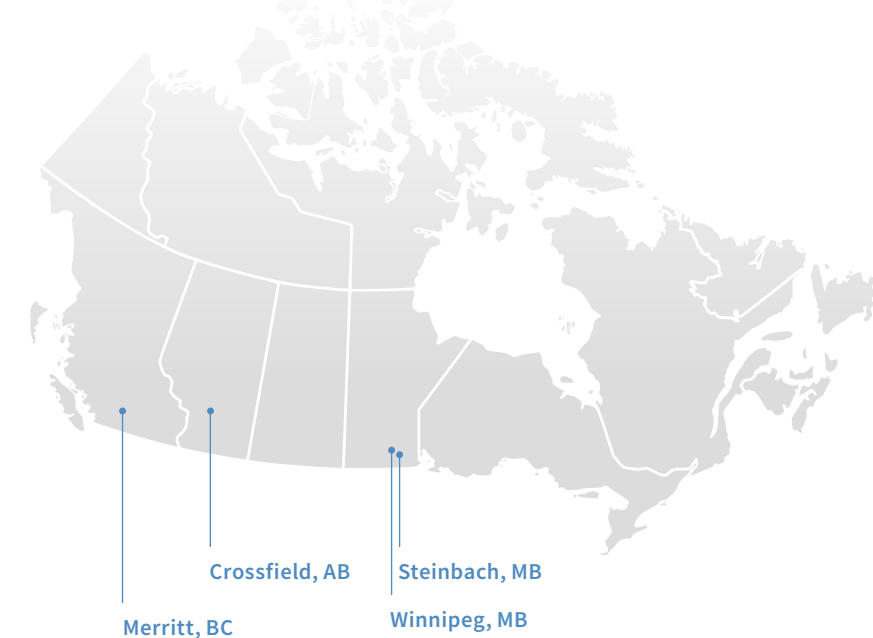 Crossfield, AB
Steinbach, MB
Winnipeg, MB
Merritt, BC